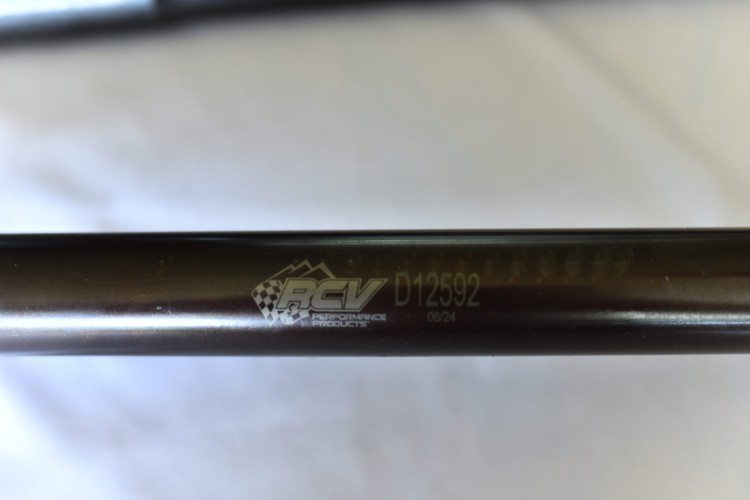 RCV D12592
PERFORMANCE 08/24
PRODUCTS